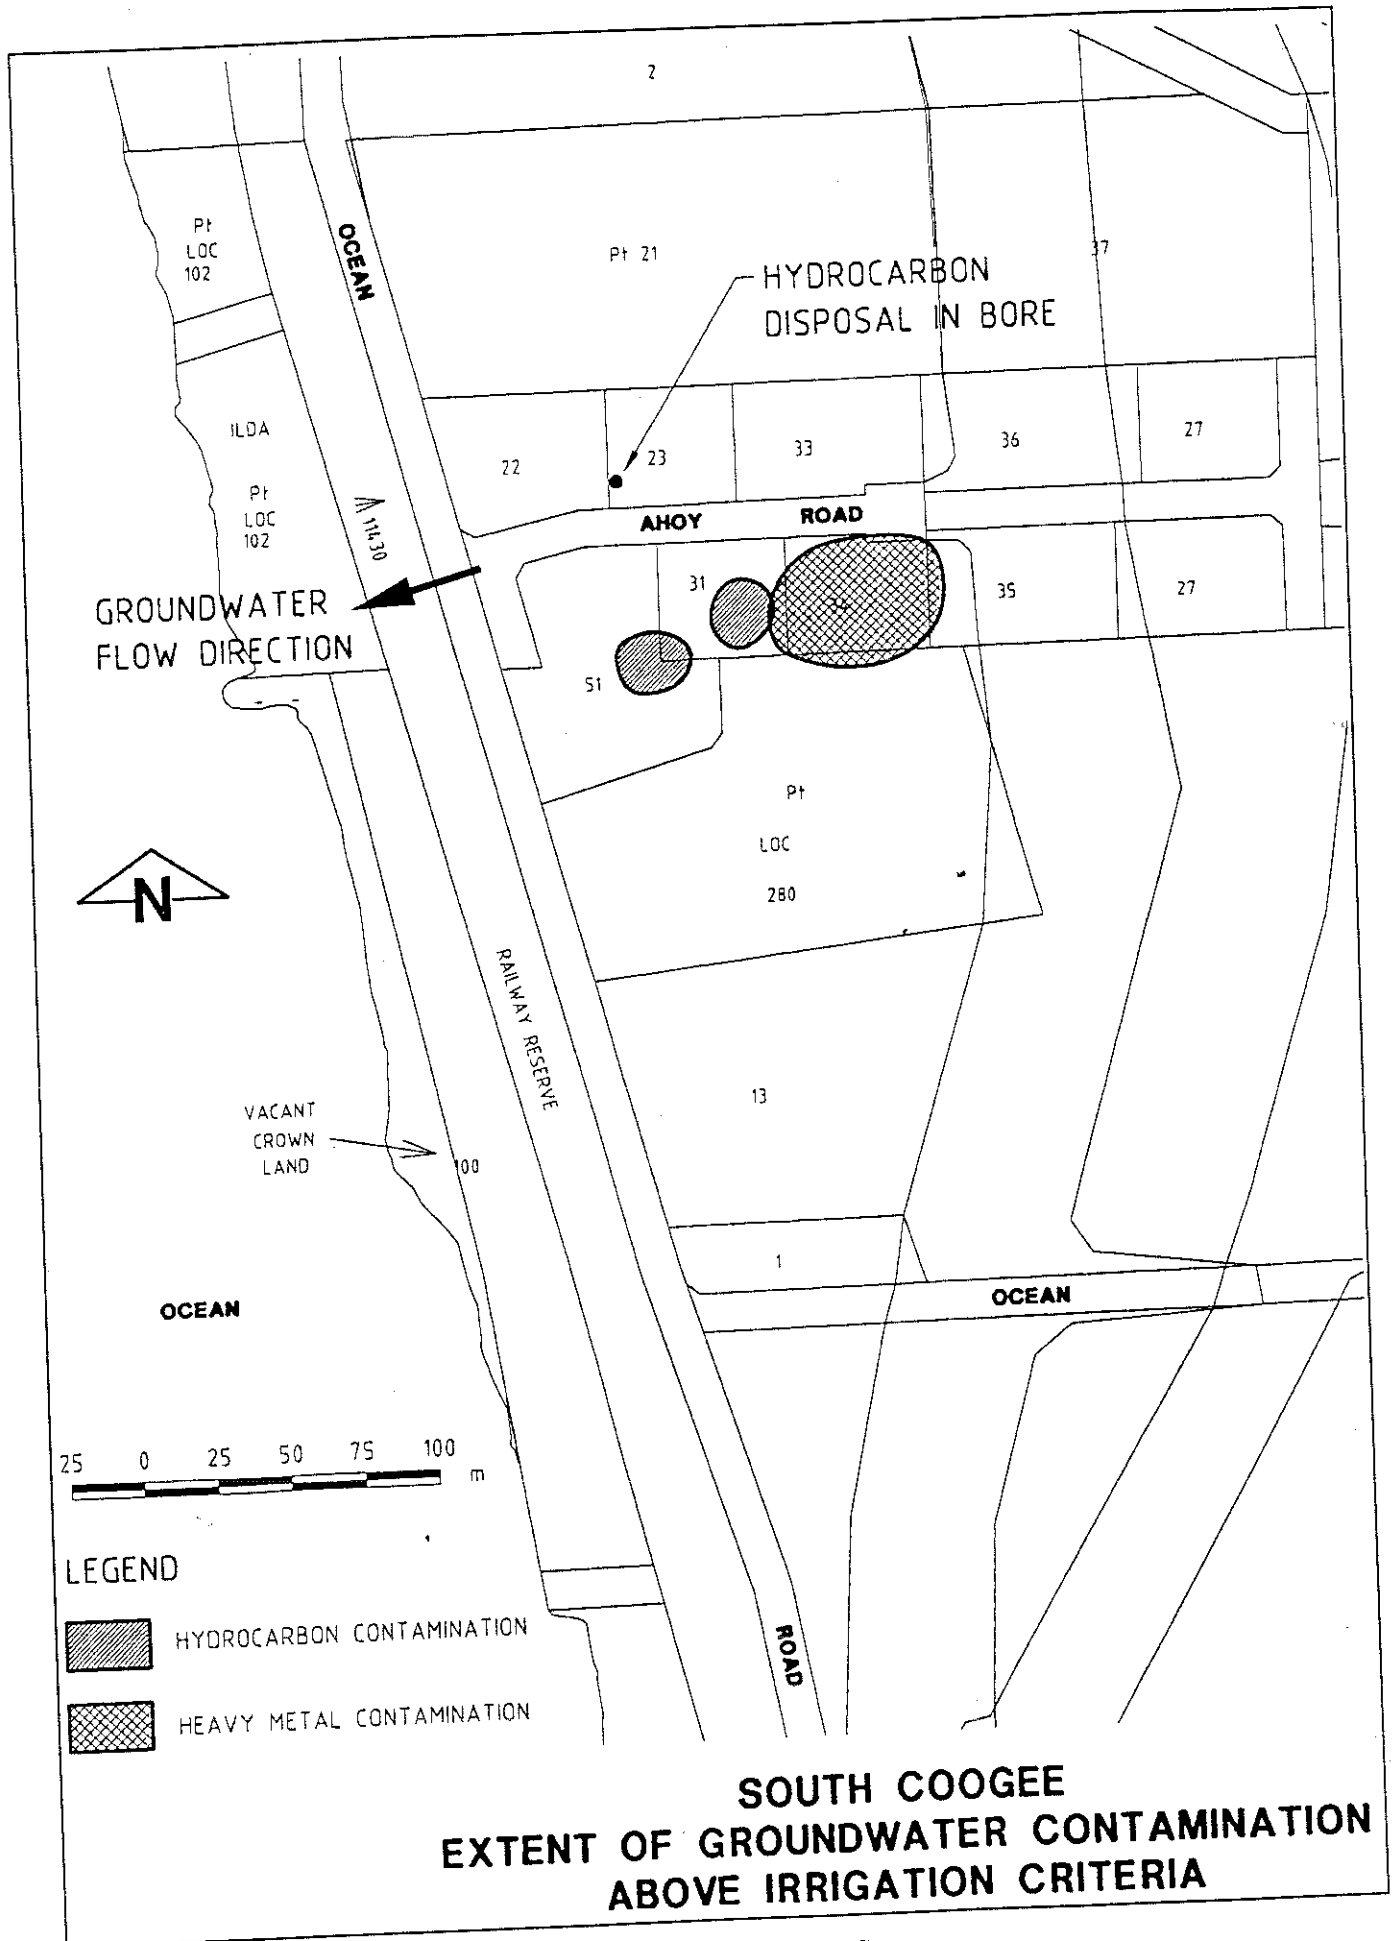 2
Pt
LOC
102
OCEAN
Pt 21
37
HYDROCARBON
DISPOSAL IN BORE
ILDA
22
23
33
36
27
Pt
LOC
102
11430
AHOY ROAD
GROUNDWATER
FLOW DIRECTION
31
35
27
51
Pt
LOC
280
N
RAILWAY RESERVE
13
VACANT
CROWN
LAND
100
1
OCEAN
OCEAN
25 0 25 50 75 100
m
LEGEND
HYDROCARBON CONTAMINATION
HEAVY METAL CONTAMINATION
ROAD
SOUTH COOGEE
EXTENT OF GROUNDWATER CONTAMINATION
ABOVE IRRIGATION CRITERIA